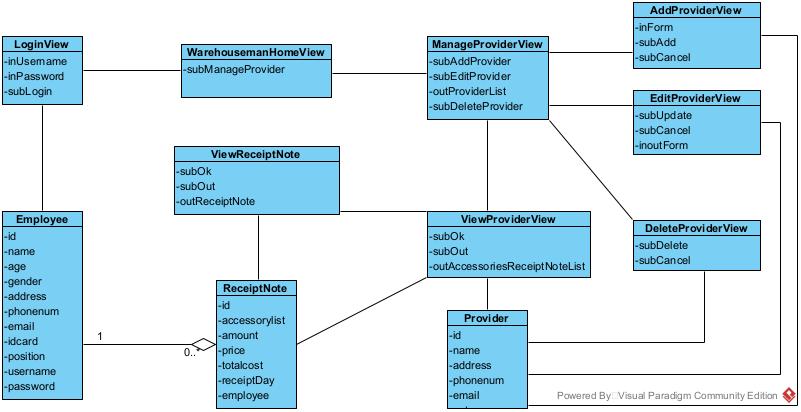 LoginView
-inUsername
-inPassword
-subLogin
WarehousemanHomeView
-subManageProvider
ManageProviderView
-subAddProvider
-subEditProvider
-outProviderList
-subDeleteProvider
AddProviderView
-inForm
-subAdd
-subCancel
EditProviderView
-subUpdate
-subCancel
-inoutForm
ViewReceiptNote
-subOk
-subOut
-outReceiptNote
Employee
-id
-name
-age
-gender
-address
-phonenum
-email
-idcard
-position
-username
-password
ViewProviderView
-subOk
-subOut
-outAccessoriesReceiptNoteList
DeleteProviderView
-subDelete
-subCancel
ReceiptNote
-id
-accessorylist
-amount
-price
-totalcost
-receiptDay
-employee
1
0..*
Provider
-id
-name
-address
-phonenum
-email
Powered By: Visual Paradigm Community Edition